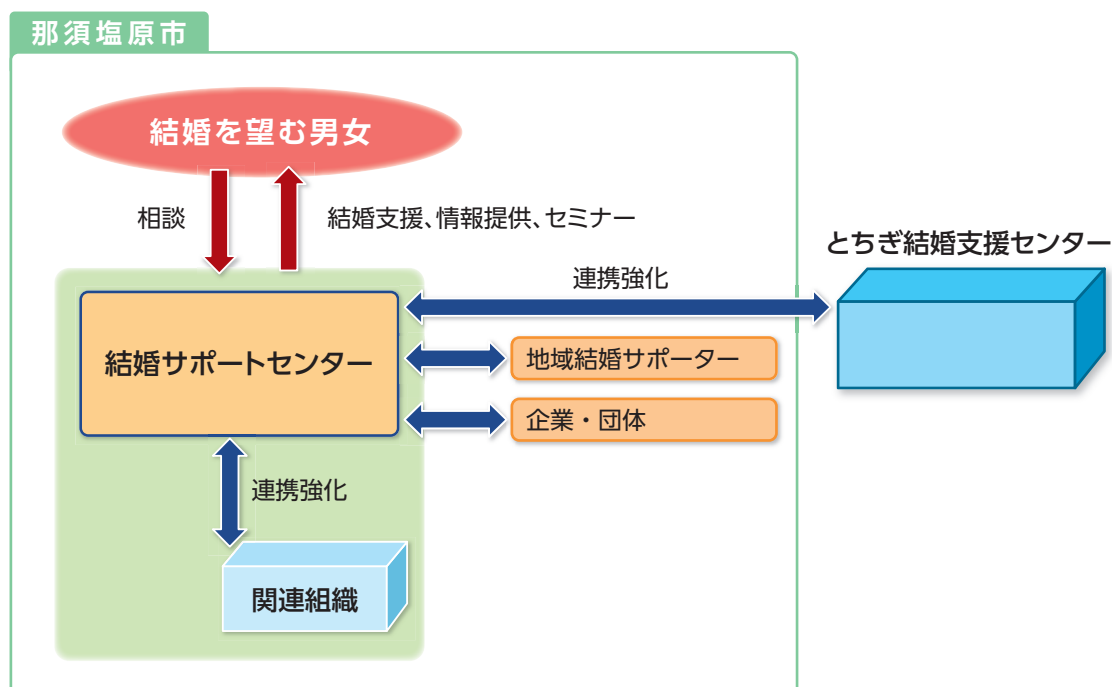 那須塩原市
結婚を望む男女
相談
結婚支援、情報提供、セミナー
とちぎ結婚支援センター
連携強化
結婚サポートセンター
地域結婚サポーター
企業・団体
連携強化
関連組織